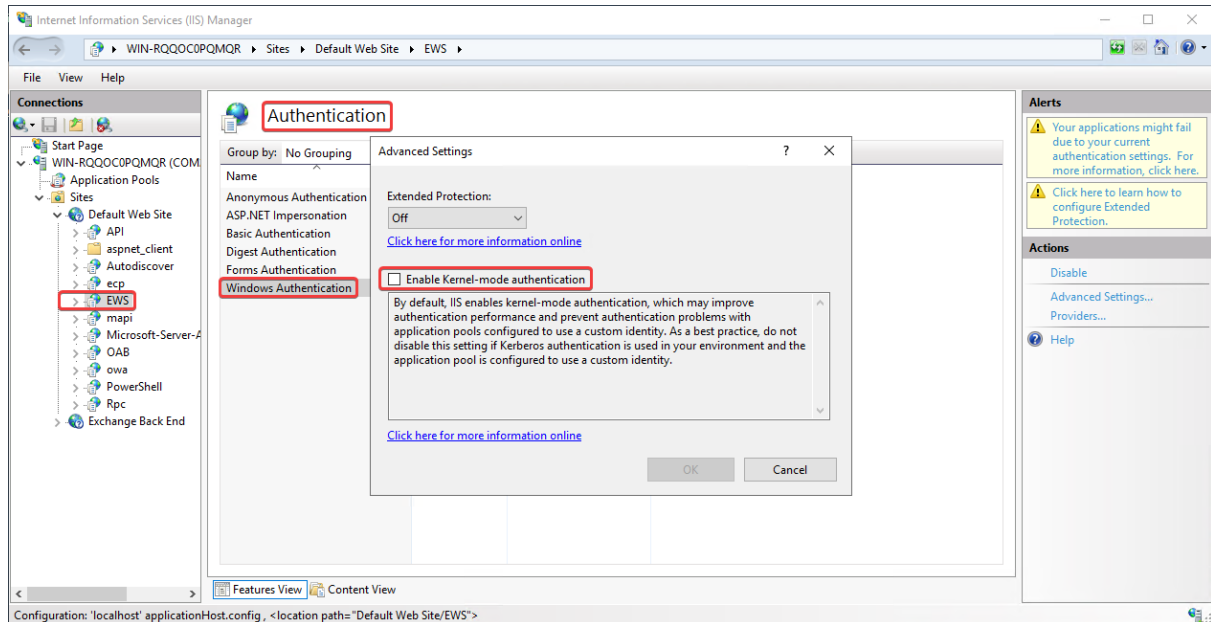 Internet Information Services (IIS) Manager
WIN-RQQOC0PQMQR Sites Default Web Site EWS
File View Help
Connections
Start Page
WIN-RQQOC0PQMQR (COM
Application Pools
Sites
Default Web Site
API
aspnet_client
Autodiscover
ecp
EWS
mapi
Microsoft-Server-A
OAB
owa
PowerShell
Rpc
Exchange Back End
Authentication
Group by: No Grouping
Name
Anonymous Authentication
ASP.NET Impersonation
Basic Authentication
Digest Authentication
Forms Authentication
Windows Authentication
Advanced Settings ?
Extended Protection:
Off
Click here for more information online
Enable Kernel-mode authentication
By default, IIS enables kernel-mode authentication, which may improve
authentication performance and prevent authentication problems with
application pools configured to use a custom identity. As a best practice, do not
disable this setting if Kerberos authentication is used in your environment and the
application pool is configured to use a custom identity.
Click here for more information online
OK Cancel
Alerts
Your applications might fail
due to your current
authentication settings. For
more information, click here.
Click here to learn how to
configure Extended
Protection.
Actions
Disable
Advanced Settings...
Providers...
Help
Features View Content View
Configuration: 'localhost' applicationHost.config , <location path="Default Web Site/EWS">